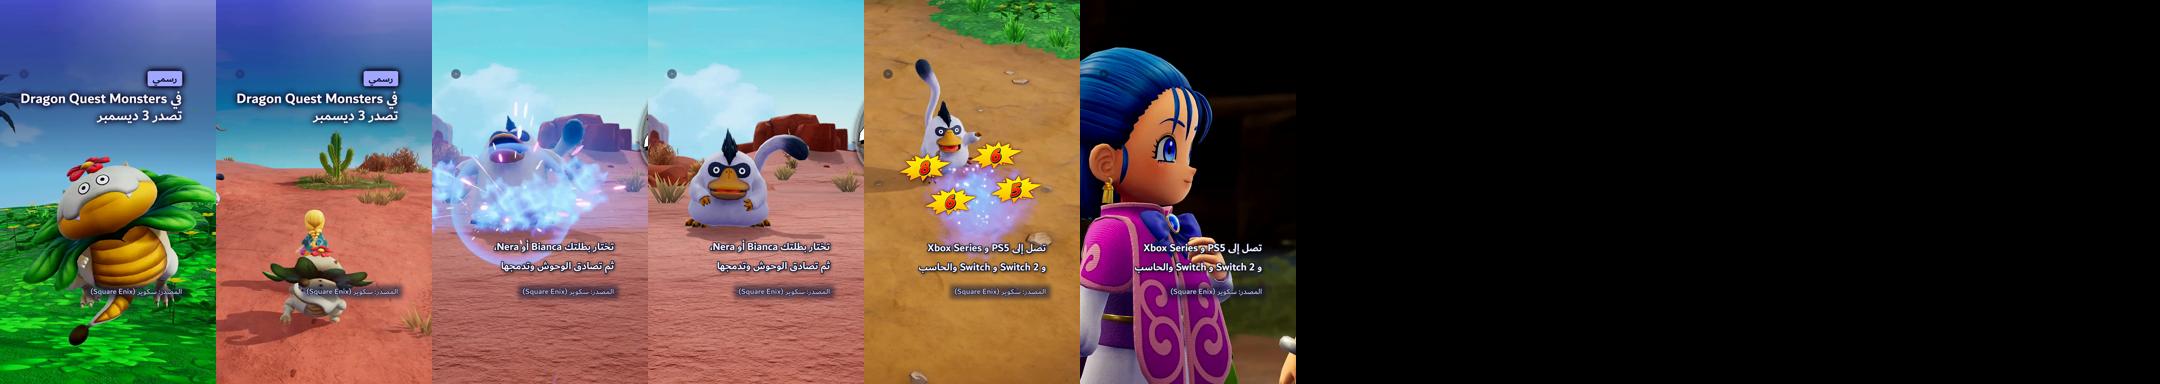 رسمي
في Dragon Quest Monsters
تصدر 3 ديسمبر
المصدر: سكوير (Square Enix)
رسمي
في Dragon Quest Monsters
تصدر 3 ديسمبر
المصدر: سكوير (Square Enix)
تختار بطلتك Bianca أو Nera،
ثم تصادق الوحوش وتدمجها
المصدر: سكوير (Square Enix)
تختار بطلتك Bianca أو Nera،
ثم تصادق الوحوش وتدمجها
المصدر: سكوير (Square Enix)
8
6
6
5
تصل إلى PS5 و Xbox Series
و Switch 2 و Switch والحاسب
المصدر: سكوير (Square Enix)
تصل إلى PS5 و Xbox Series
و Switch 2 و Switch والحاسب
المصدر: سكوير (Square Enix)